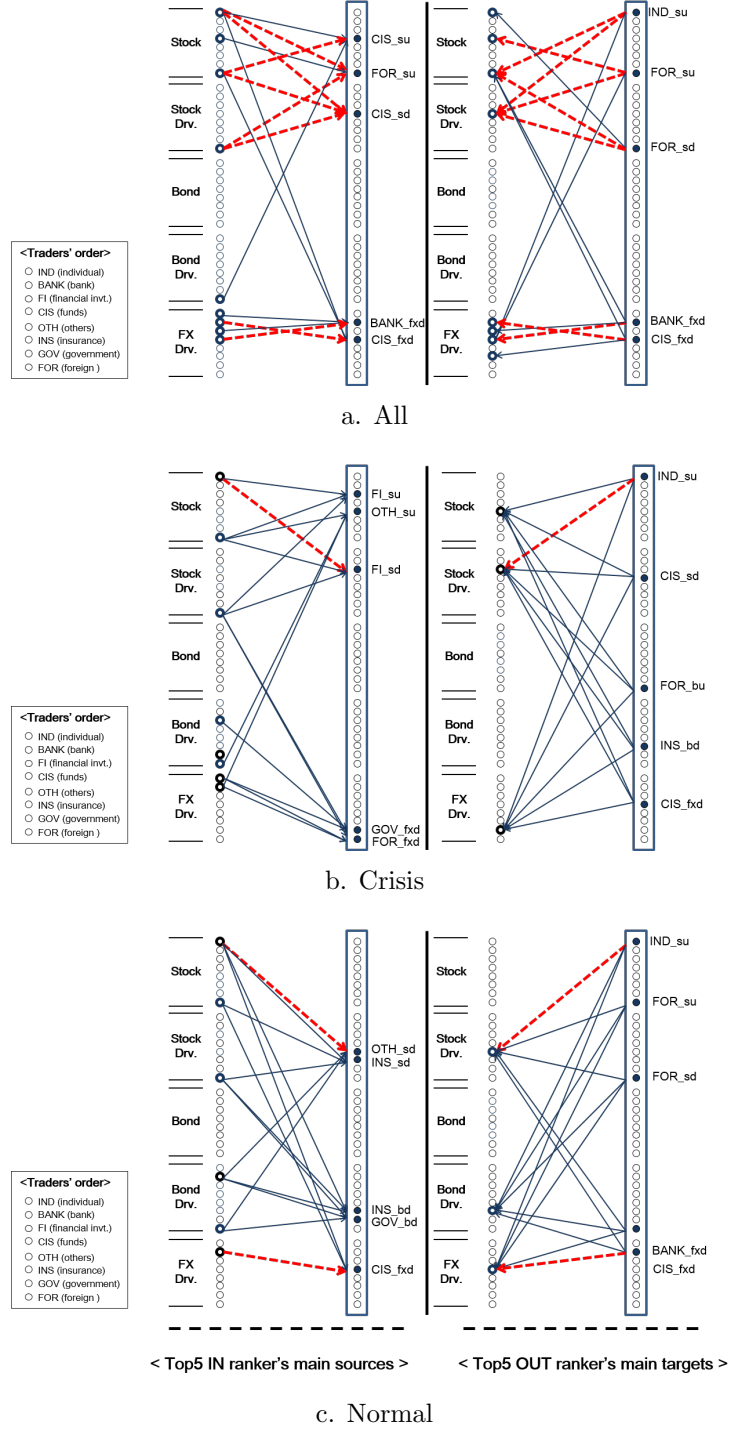 Stock
Stock
Drv.
Bond
Bond
Drv.
FX
Drv.
<Traders' order>
IND (individual)
BANK (bank)
FI (financial invt.)
CIS (funds)
OTH (others)
INS (insurance)
GOV (government)
FOR (foreign )
CIS_su
FOR_su
CIS_sd
BANK_fxd
CIS_fxd
Stock
Stock
Drv.
Bond
Bond
Drv.
FX
Drv.
IND_su
FOR_su
FOR_sd
BANK_fxd
CIS_fxd
a. All
Stock
Stock
Drv.
Bond
Bond
Drv.
FX
Drv.
<Traders' order>
IND (individual)
BANK (bank)
FI (financial invt.)
CIS (funds)
OTH (others)
INS (insurance)
GOV (government)
FOR (foreign )
FI_su
OTH_su
FI_sd
GOV_fxd
FOR_fxd
Stock
Stock
Drv.
Bond
Bond
Drv.
FX
Drv.
IND_su
CIS_sd
FOR_bu
INS_bd
CIS_fxd
b. Crisis
Stock
Stock
Drv.
Bond
Bond
Drv.
FX
Drv.
<Traders' order>
IND (individual)
BANK (bank)
FI (financial invt.)
CIS (funds)
OTH (others)
INS (insurance)
GOV (government)
FOR (foreign )
OTH_sd
INS_sd
INS_bd
GOV_bd
CIS_fxd
Stock
Stock
Drv.
Bond
Bond
Drv.
FX
Drv.
IND_su
FOR_su
FOR_sd
BANK_fxd
CIS_fxd
< Top5 IN ranker's main sources >
< Top5 OUT ranker's main targets >
c. Normal